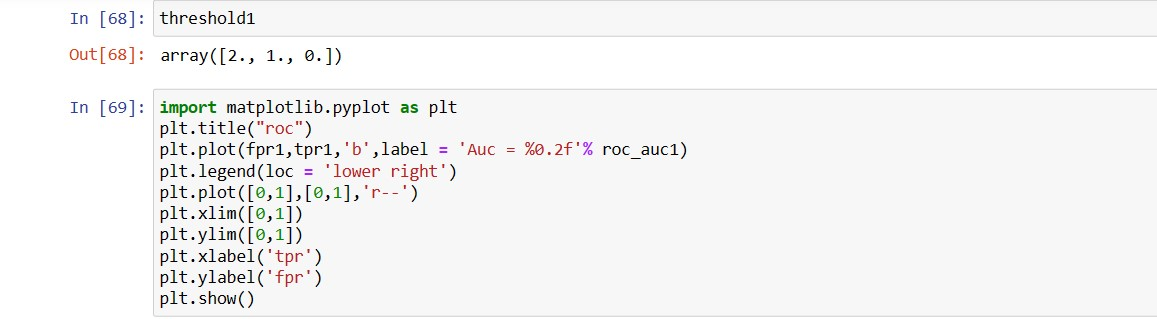 In [68]: threshold1
Out[68]: array([2., 1., 0.])
In [69]: import matplotlib.pyplot as plt
plt.title("roc")
plt.plot(fpr1,tpr1,'b',label = 'Auc = %0.2f'% roc_auc1)
plt.legend(loc = 'lower right')
plt.plot([0,1],[0,1],'r--')
plt.xlim([0,1])
plt.ylim([0,1])
plt.xlabel('tpr')
plt.ylabel('fpr')
plt.show()